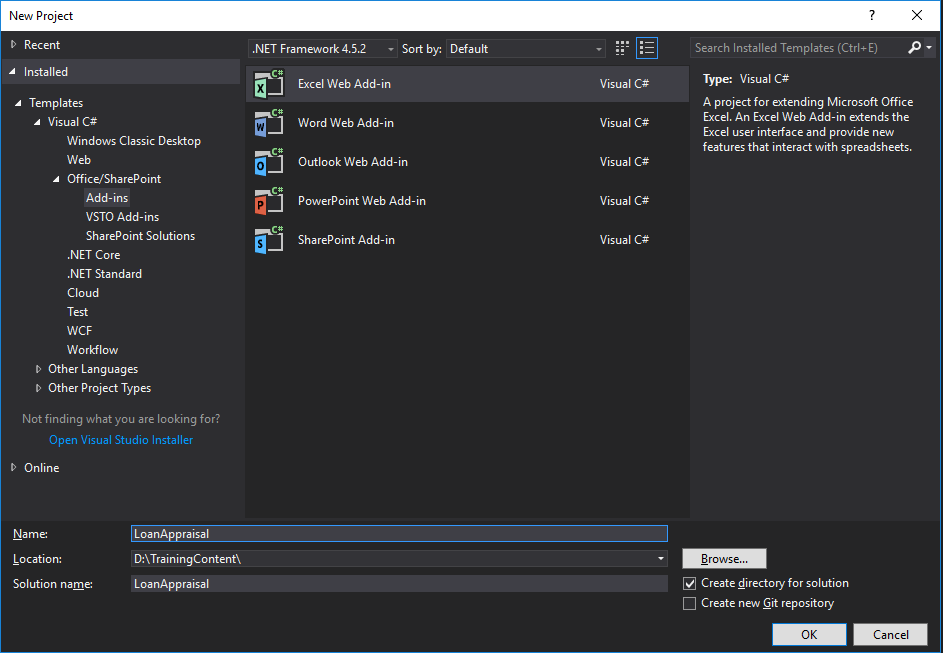 New Project
?
Recent
.NET Framework 4.5.2
Sort by:
Default
Search Installed Templates (Ctrl+E)
Installed
Templates
Visual C#
Windows Classic Desktop
Web
Office/SharePoint
Add-ins
VSTO Add-ins
SharePoint Solutions
.NET Core
.NET Standard
Cloud
Test
WCF
Workflow
Other Languages
Other Project Types
Not finding what you are looking for?
Open Visual Studio Installer
Online
C# X Excel Web Add-in Visual C#
C# W Word Web Add-in Visual C#
C# O Outlook Web Add-in Visual C#
C# P PowerPoint Web Add-in Visual C#
C# S SharePoint Add-in Visual C#
Type: Visual C#
A project for extending Microsoft Office
Excel. An Excel Web Add-in extends the
Excel user interface and provide new
features that interact with spreadsheets.
Name: LoanAppraisal
Location: D:\TrainingContent\
Browse...
Solution name: LoanAppraisal
Create directory for solution
Create new Git repository
OK
Cancel